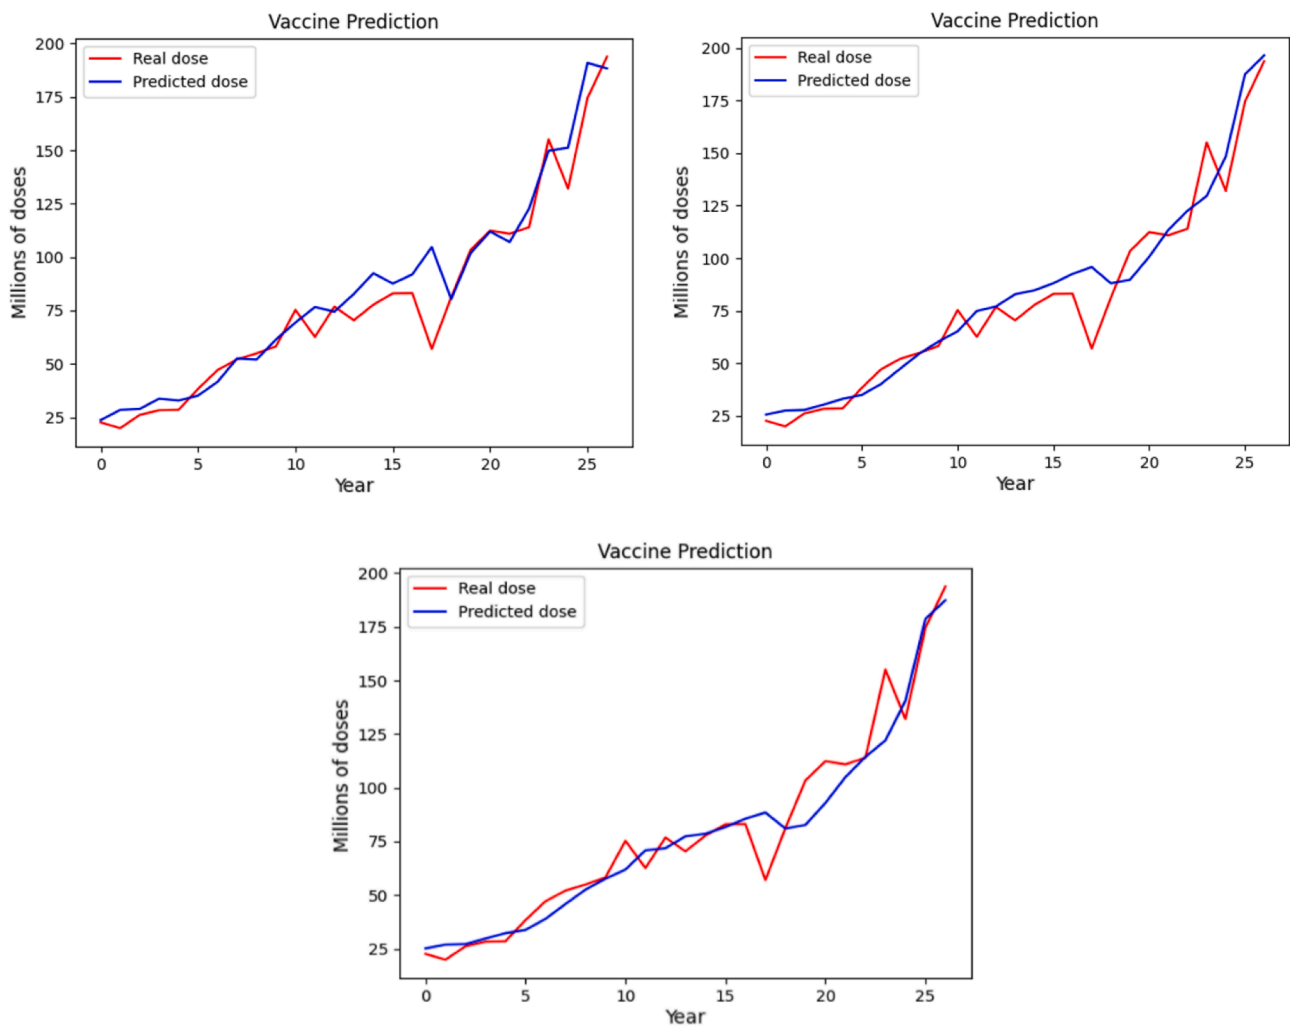 Vaccine Prediction
Real dose
Predicted dose
200
175
150
125
100
75
50
25
Millions of doses
0 5 10 15 20 25
Year
Vaccine Prediction
Real dose
Predicted dose
200
175
150
125
100
75
50
25
Millions of doses
0 5 10 15 20 25
Year
Vaccine Prediction
Real dose
Predicted dose
200
175
150
125
100
75
50
25
Millions of doses
0 5 10 15 20 25
Year